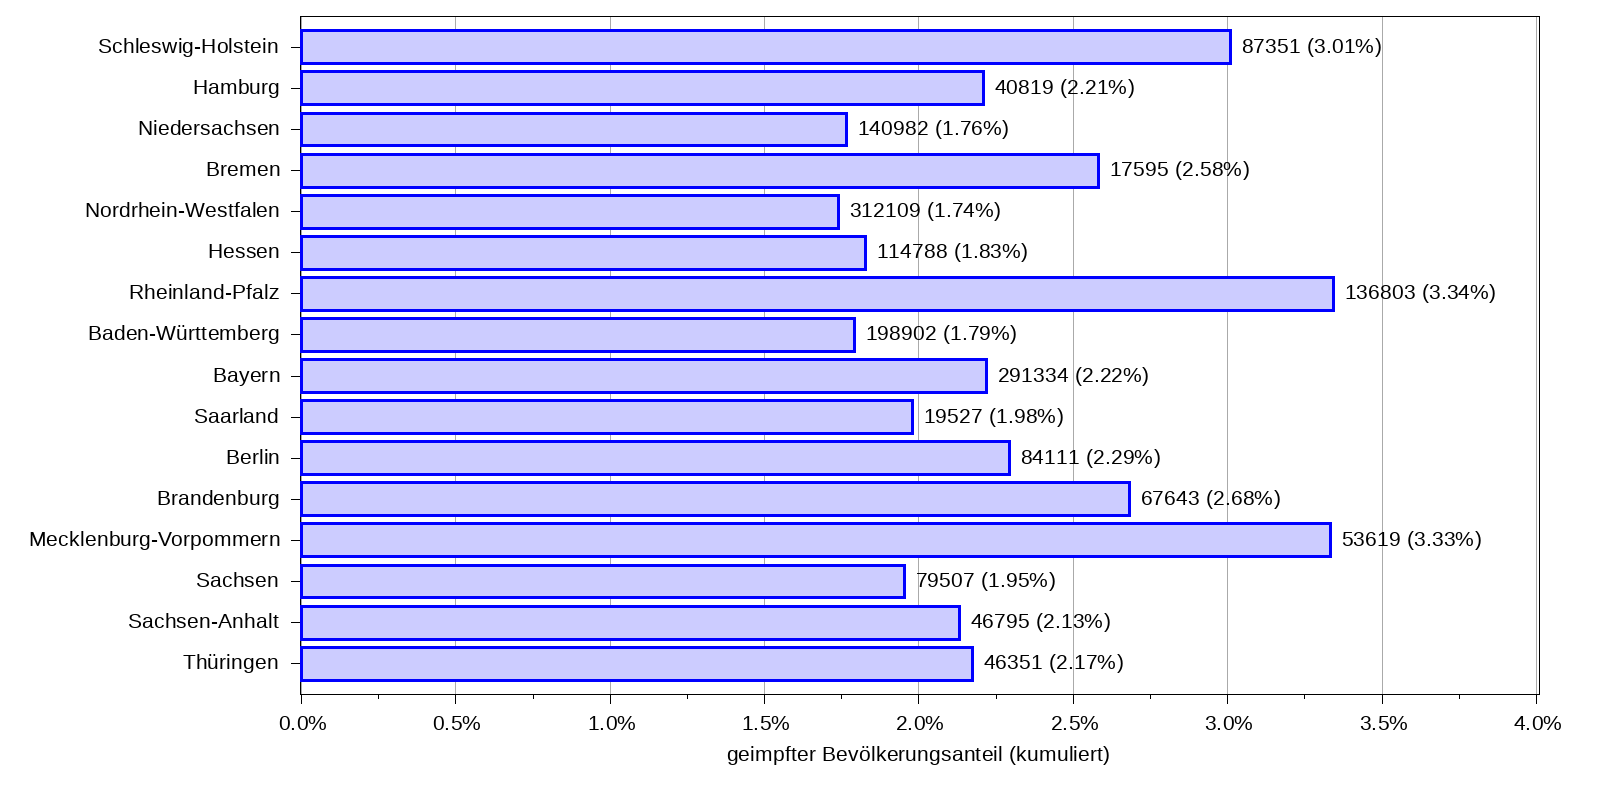 Schleswig-Holstein 87351 (3.01%)
Hamburg 40819 (2.21%)
Niedersachsen 140982 (1.76%)
Bremen 17595 (2.58%)
Nordrhein-Westfalen 312109 (1.74%)
Hessen 114788 (1.83%)
Rheinland-Pfalz 136803 (3.34%)
Baden-Württemberg 198902 (1.79%)
Bayern 291334 (2.22%)
Saarland 19527 (1.98%)
Berlin 84111 (2.29%)
Brandenburg 67643 (2.68%)
Mecklenburg-Vorpommern 53619 (3.33%)
Sachsen 79507 (1.95%)
Sachsen-Anhalt 46795 (2.13%)
Thüringen 46351 (2.17%)
0.0% 0.5% 1.0% 1.5% 2.0% 2.5% 3.0% 3.5% 4.0%
geimpfter Bevölkerungsanteil (kumuliert)